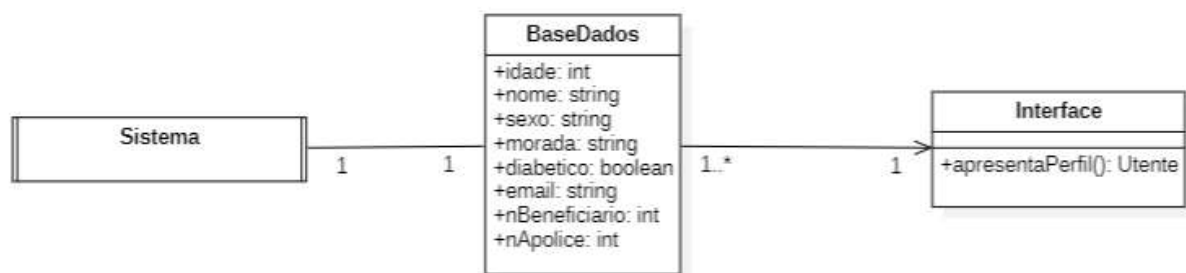 Sistema
1
1
BaseDados
+idade: int
+nome: string
+sexo: string
+morada: string
+diabetico: boolean
+email: string
+nBeneficiario: int
+nApolice: int
1..*
1
Interface
+apresentaPerfil(): Utente